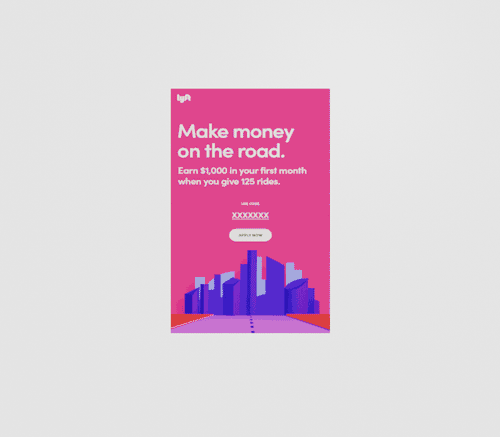 lyft
Make money
on the road.
Earn $1,000 in your first month
when you give 125 rides.
XXXXXXX